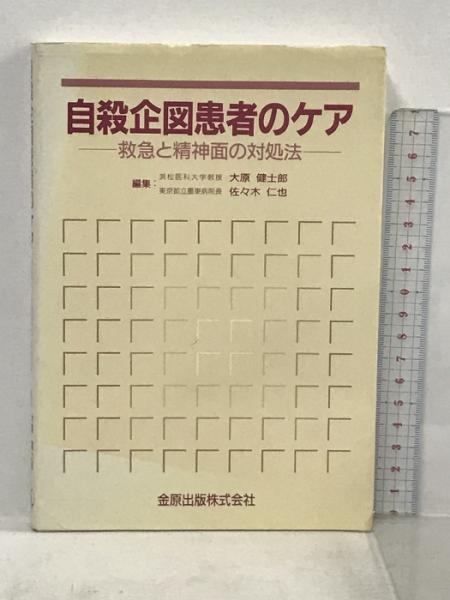 自殺企図患者のケア
―救急と精神面の対処法―
編集：浜松医科大学教授 大原 健士郎
東京都立墨東病院長 佐々木 仁也
金原出版株式会社